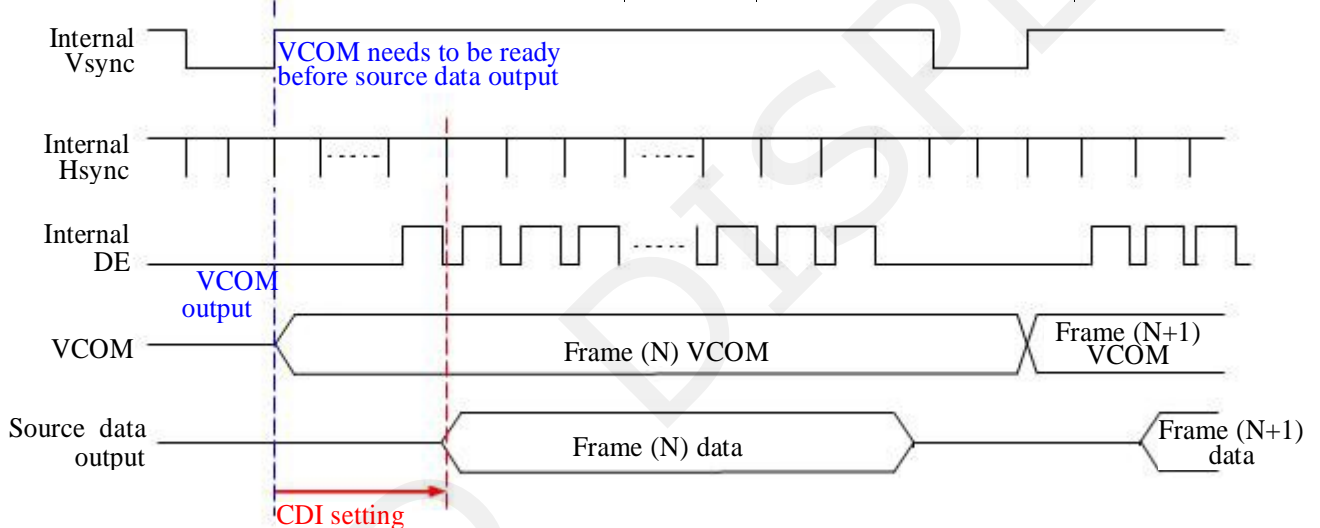 Internal
Vsync
VCOM needs to be ready
before source data output
Internal
Hsync
Internal
DE
VCOM
output
VCOM
Frame (N) VCOM
Frame (N+1)
VCOM
Source data
output
Frame (N) data
Frame (N+1)
data
CDI setting